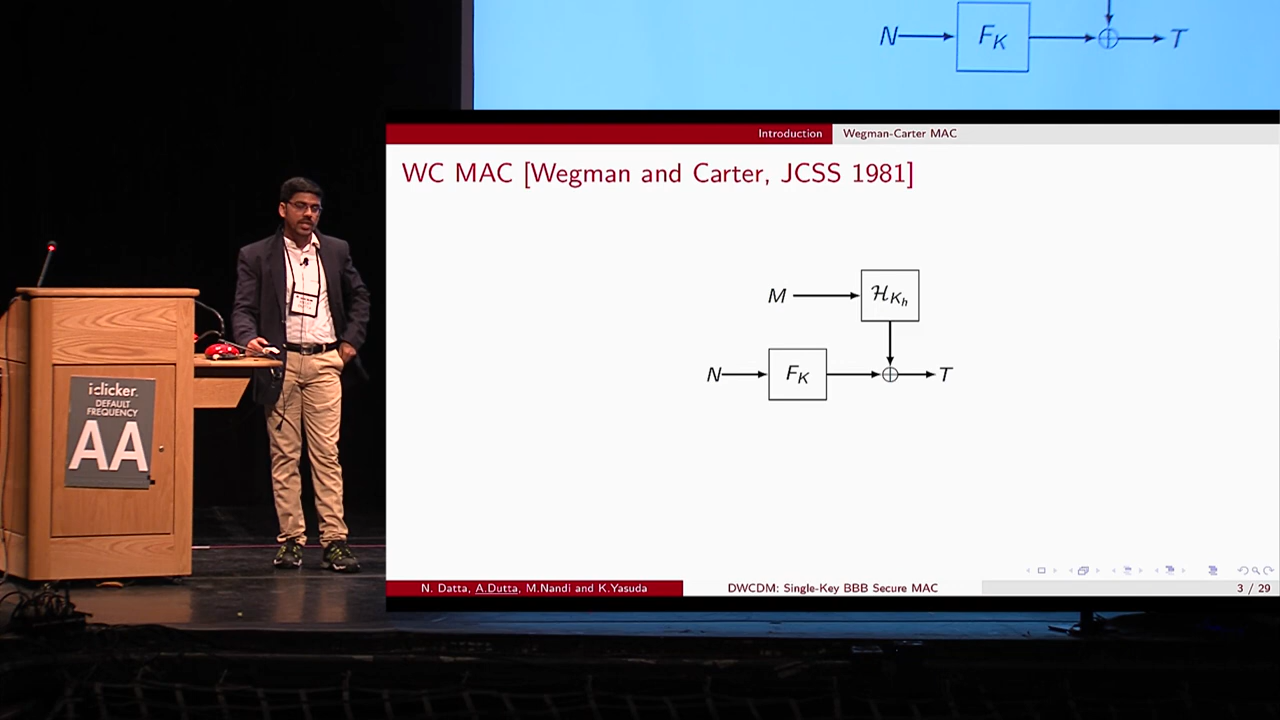 N F_K ⊕ T
Introduction Wegman-Carter MAC
WC MAC [Wegman and Carter, JCSS 1981]
M ℋ_{K_h}
N F_K ⊕ T
i>clicker.
DEFAULT
FREQUENCY
AA
N. Datta, A.Dutta, M.Nandi and K.Yasuda DWCDM: Single-Key BBB Secure MAC 3 / 29